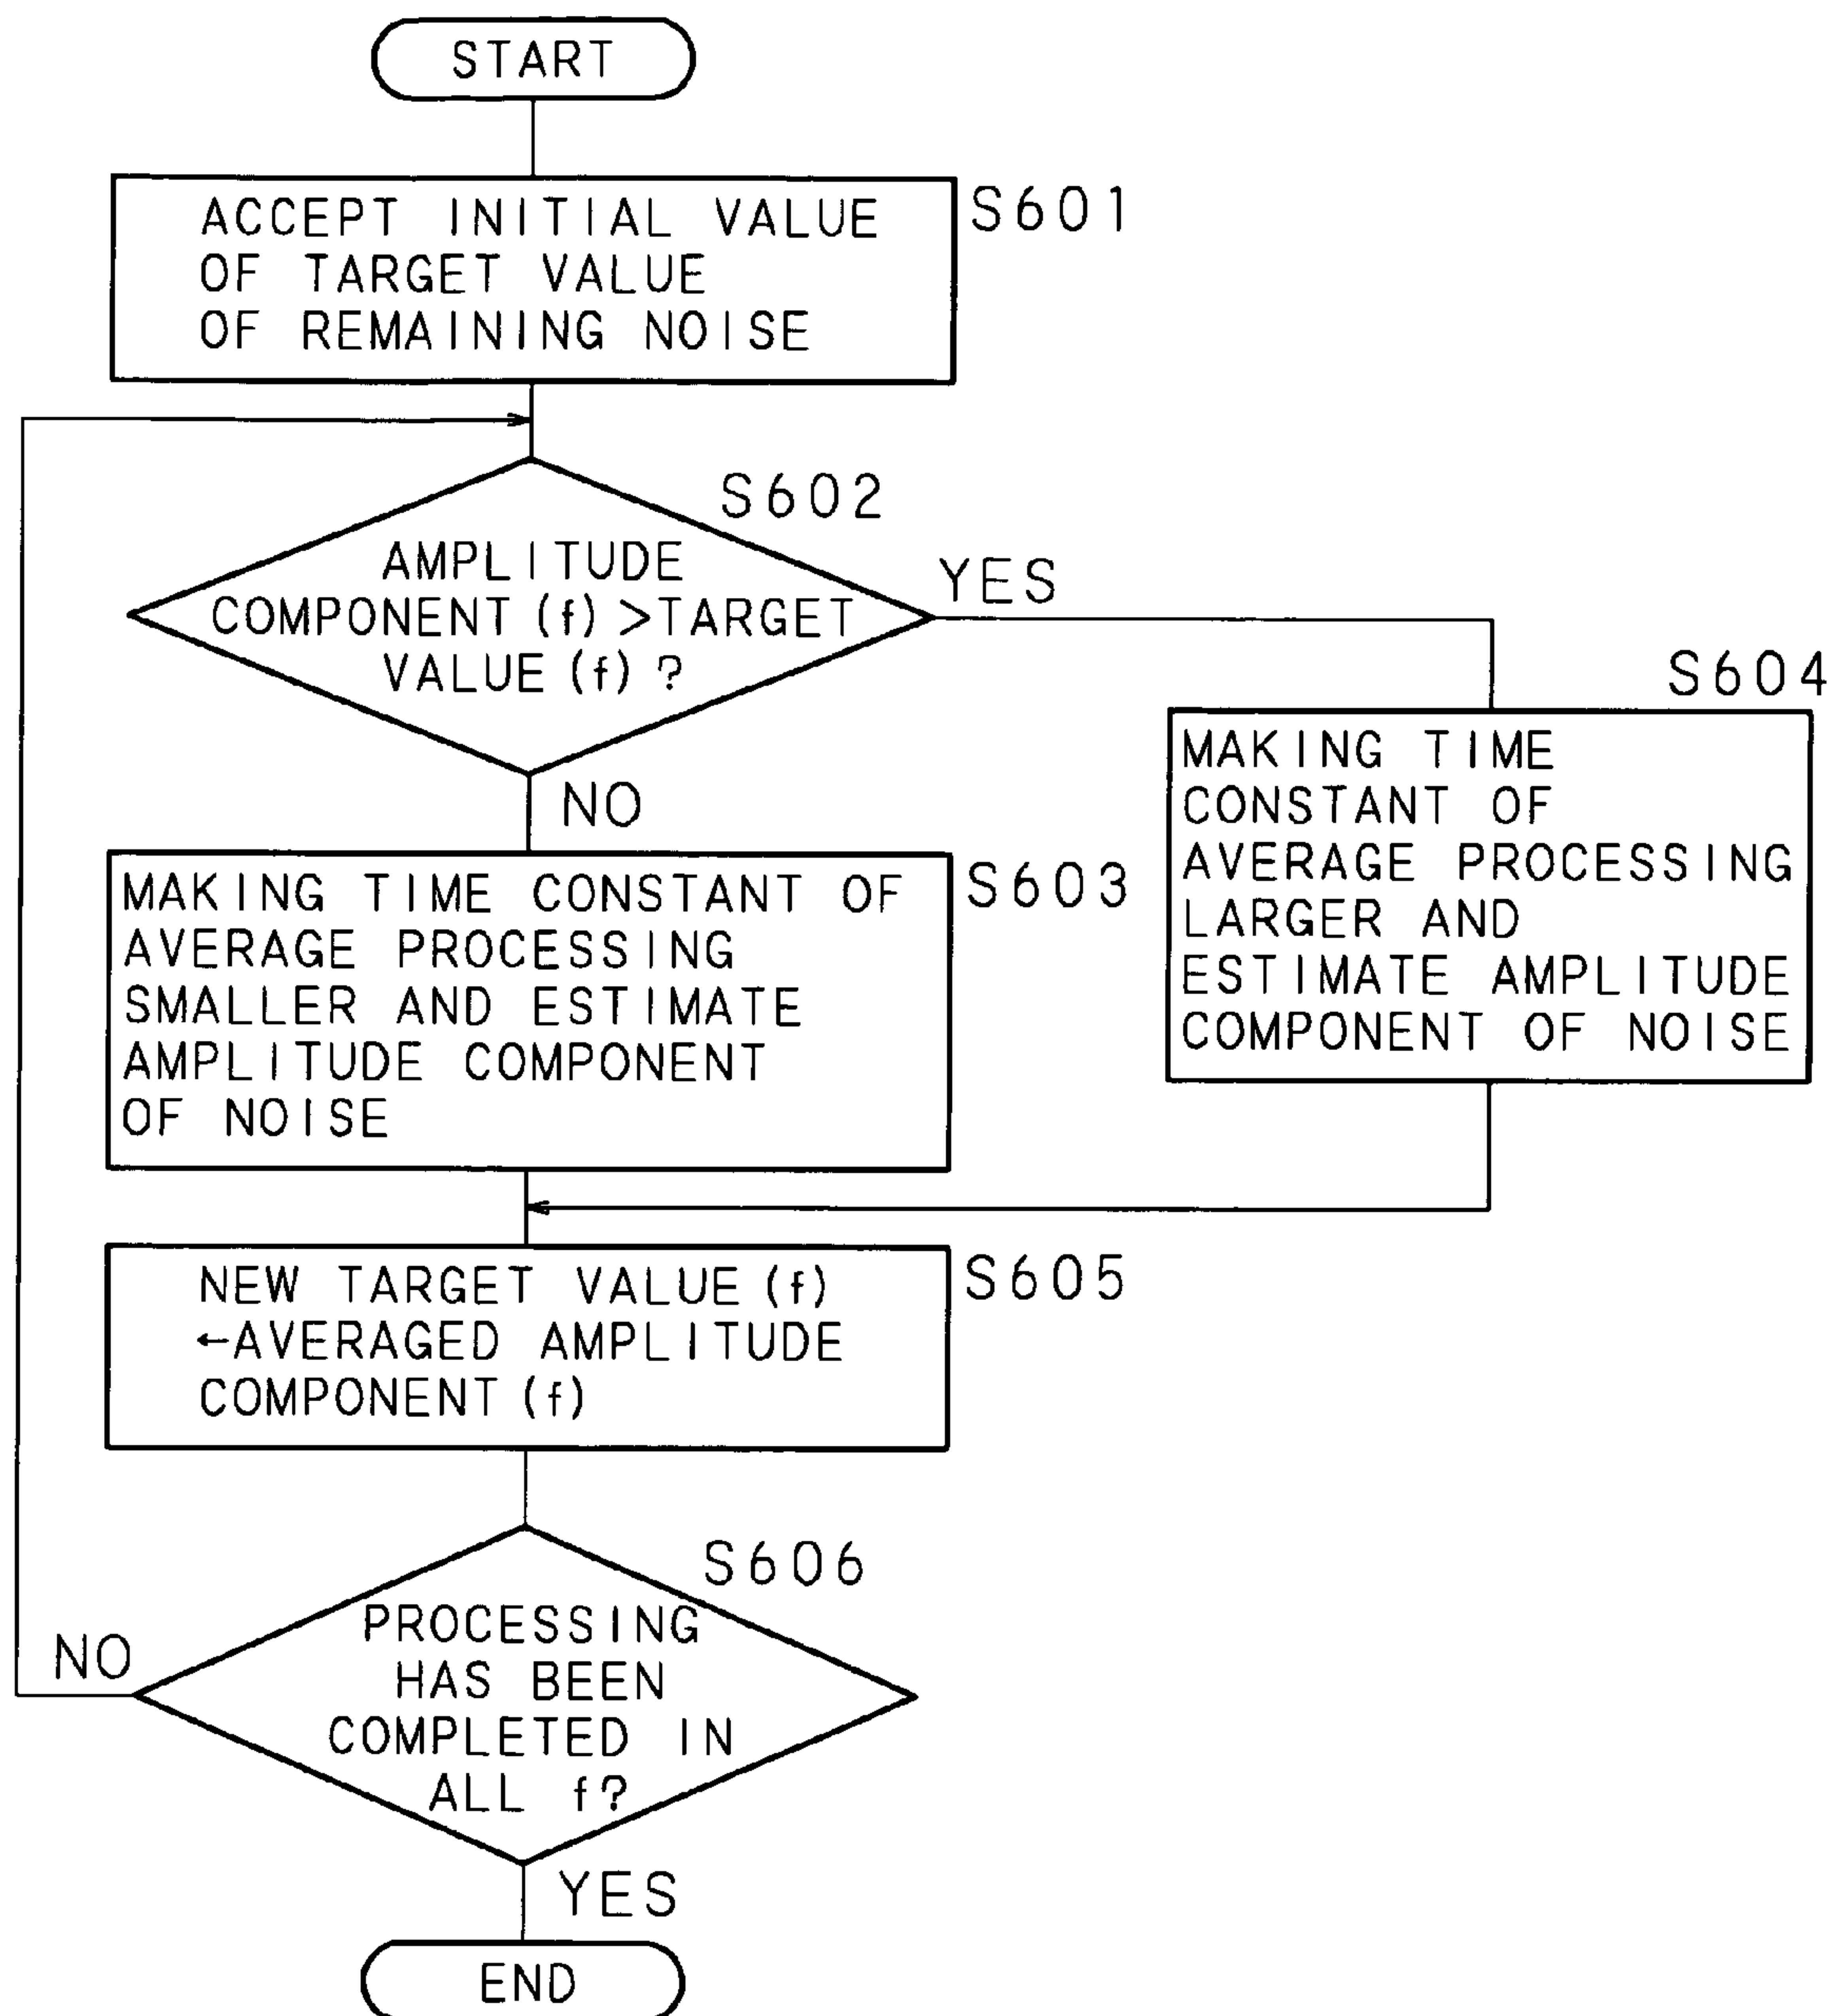 START
ACCEPT INITIAL VALUE
OF TARGET VALUE
OF REMAINING NOISE
S601
S602
AMPLITUDE
COMPONENT (f) >TARGET
VALUE (f) ?
YES
NO
S604
MAKING TIME
CONSTANT OF
AVERAGE PROCESSING
LARGER AND
ESTIMATE AMPLITUDE
COMPONENT OF NOISE
MAKING TIME CONSTANT OF
AVERAGE PROCESSING
SMALLER AND ESTIMATE
AMPLITUDE COMPONENT
OF NOISE
S603
NEW TARGET VALUE (f)
←AVERAGED AMPLITUDE
COMPONENT (f)
S605
S606
PROCESSING
HAS BEEN
COMPLETED IN
ALL f?
NO
YES
END